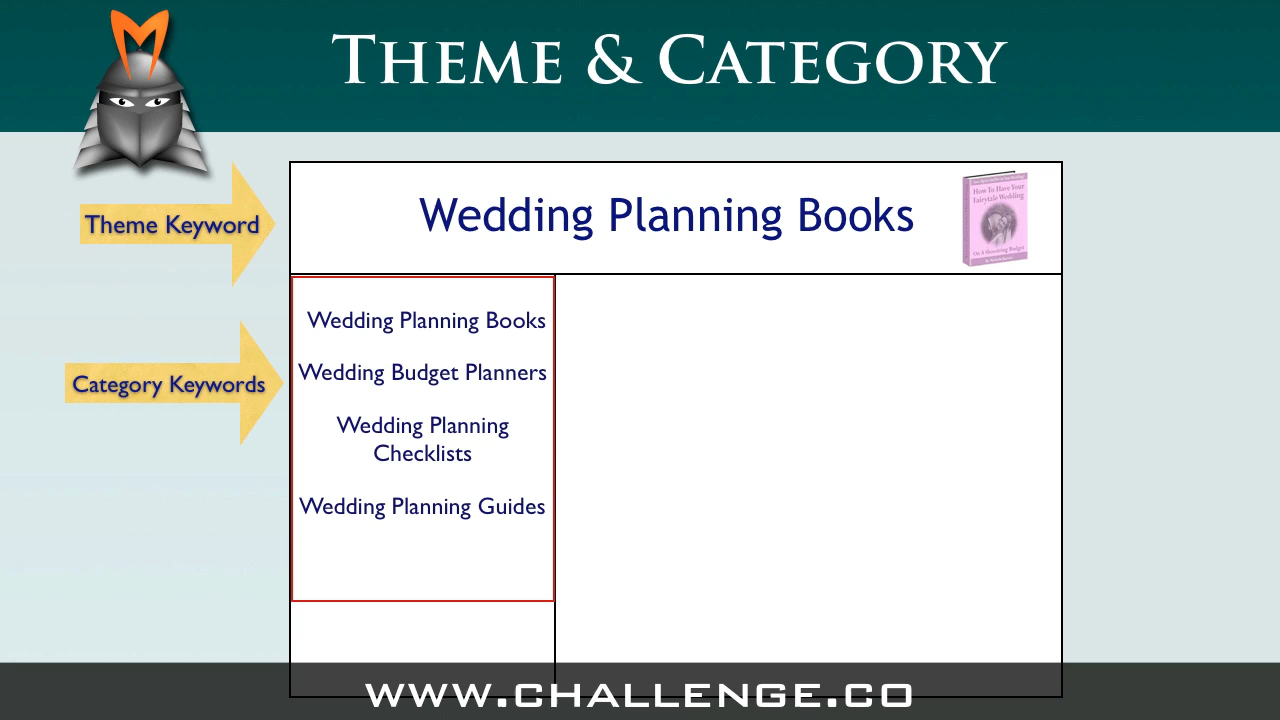 THEME & CATEGORY
Theme Keyword
Wedding Planning Books
How To Have Your
Fairytale Wedding
On A Shoestring Budget
Category Keywords
Wedding Planning Books
Wedding Budget Planners
Wedding Planning
Checklists
Wedding Planning Guides
WWW.CHALLENGE.CO